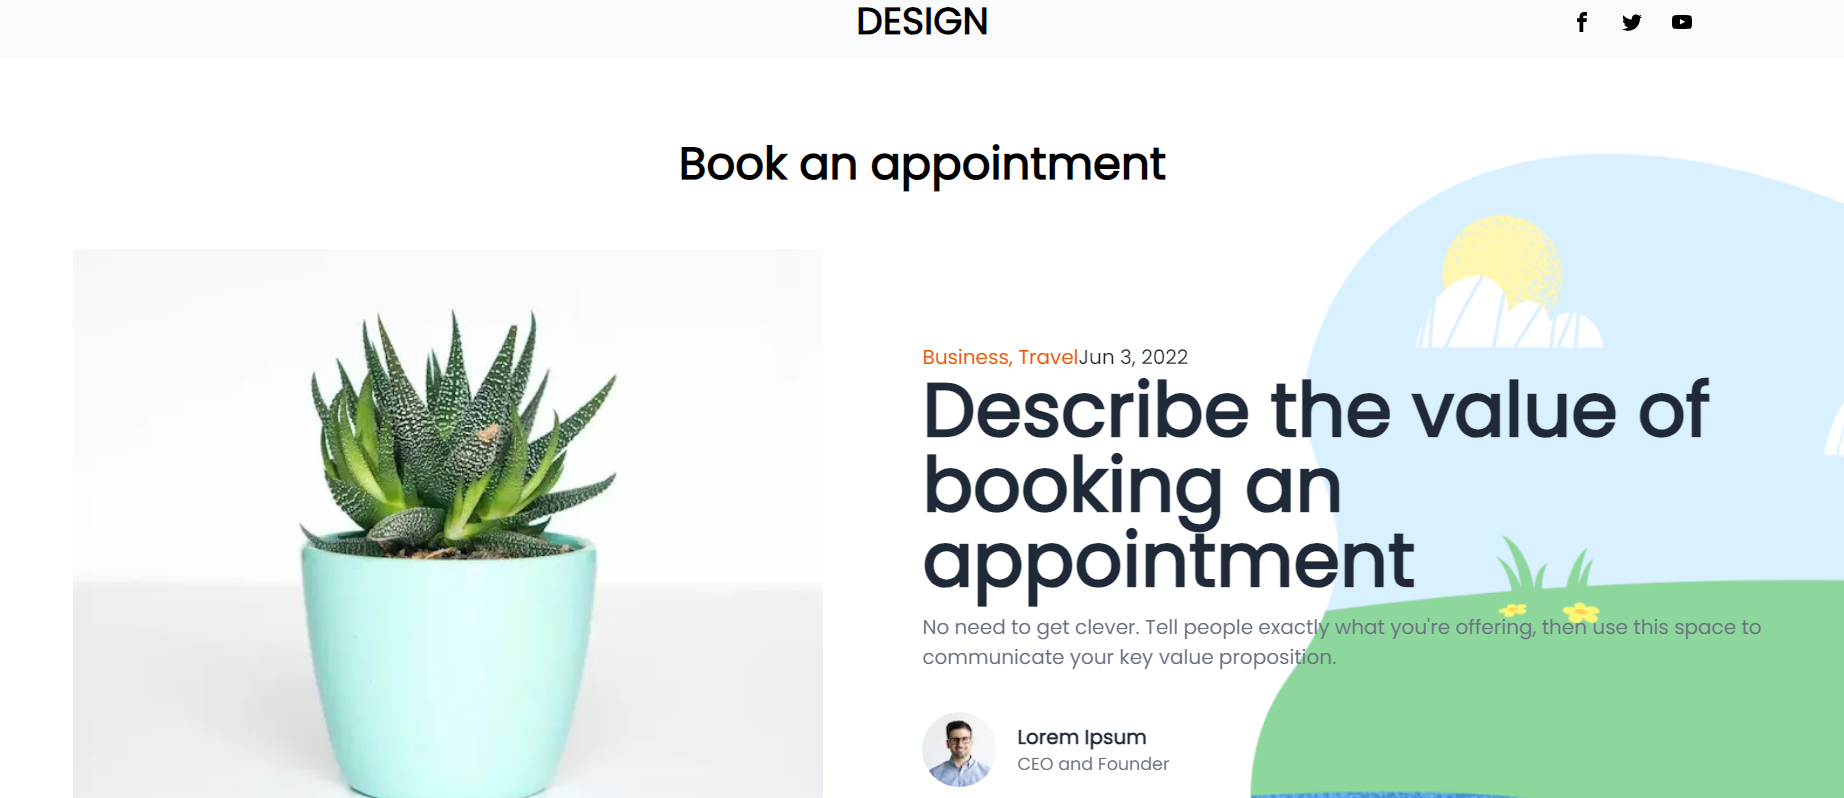 DESIGN
Book an appointment
Business, TravelJun 3, 2022
Describe the value of
booking an
appointment
No need to get clever. Tell people exactly what you're offering, then use this space to
communicate your key value proposition.
Lorem Ipsum
CEO and Founder